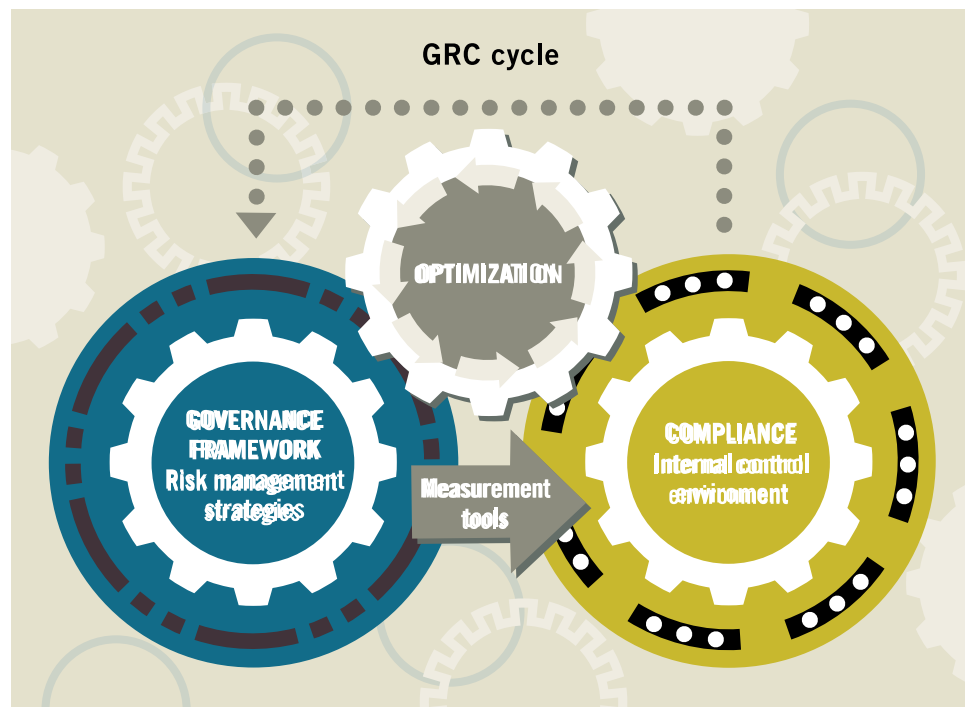 GRC cycle
OPTIMIZATION
GOVERNANCE
FRAMEWORK
Risk management
strategies
Measurement
tools
COMPLIANCE
Internal control
environment